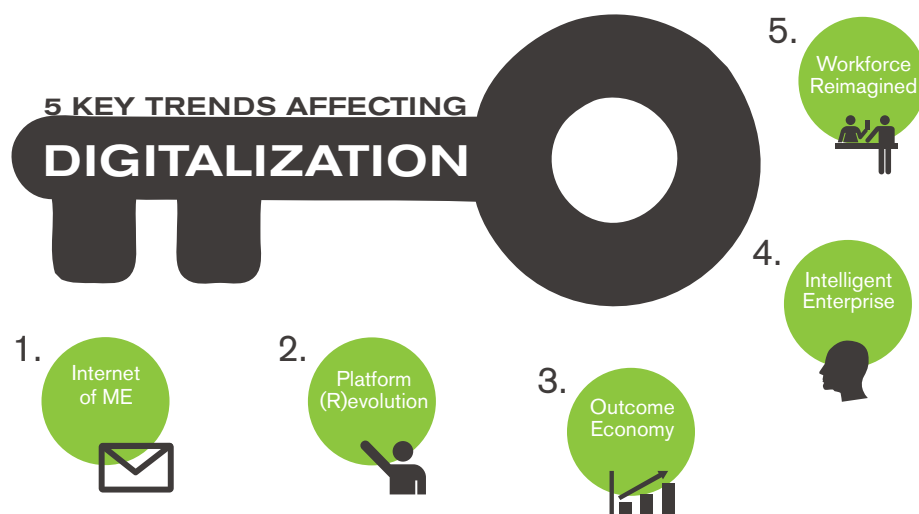 5 KEY TRENDS AFFECTING
DIGITALIZATION
1.
Internet
of ME
2.
Platform
(R)evolution
3.
Outcome
Economy
4.
Intelligent
Enterprise
5.
Workforce
Reimagined